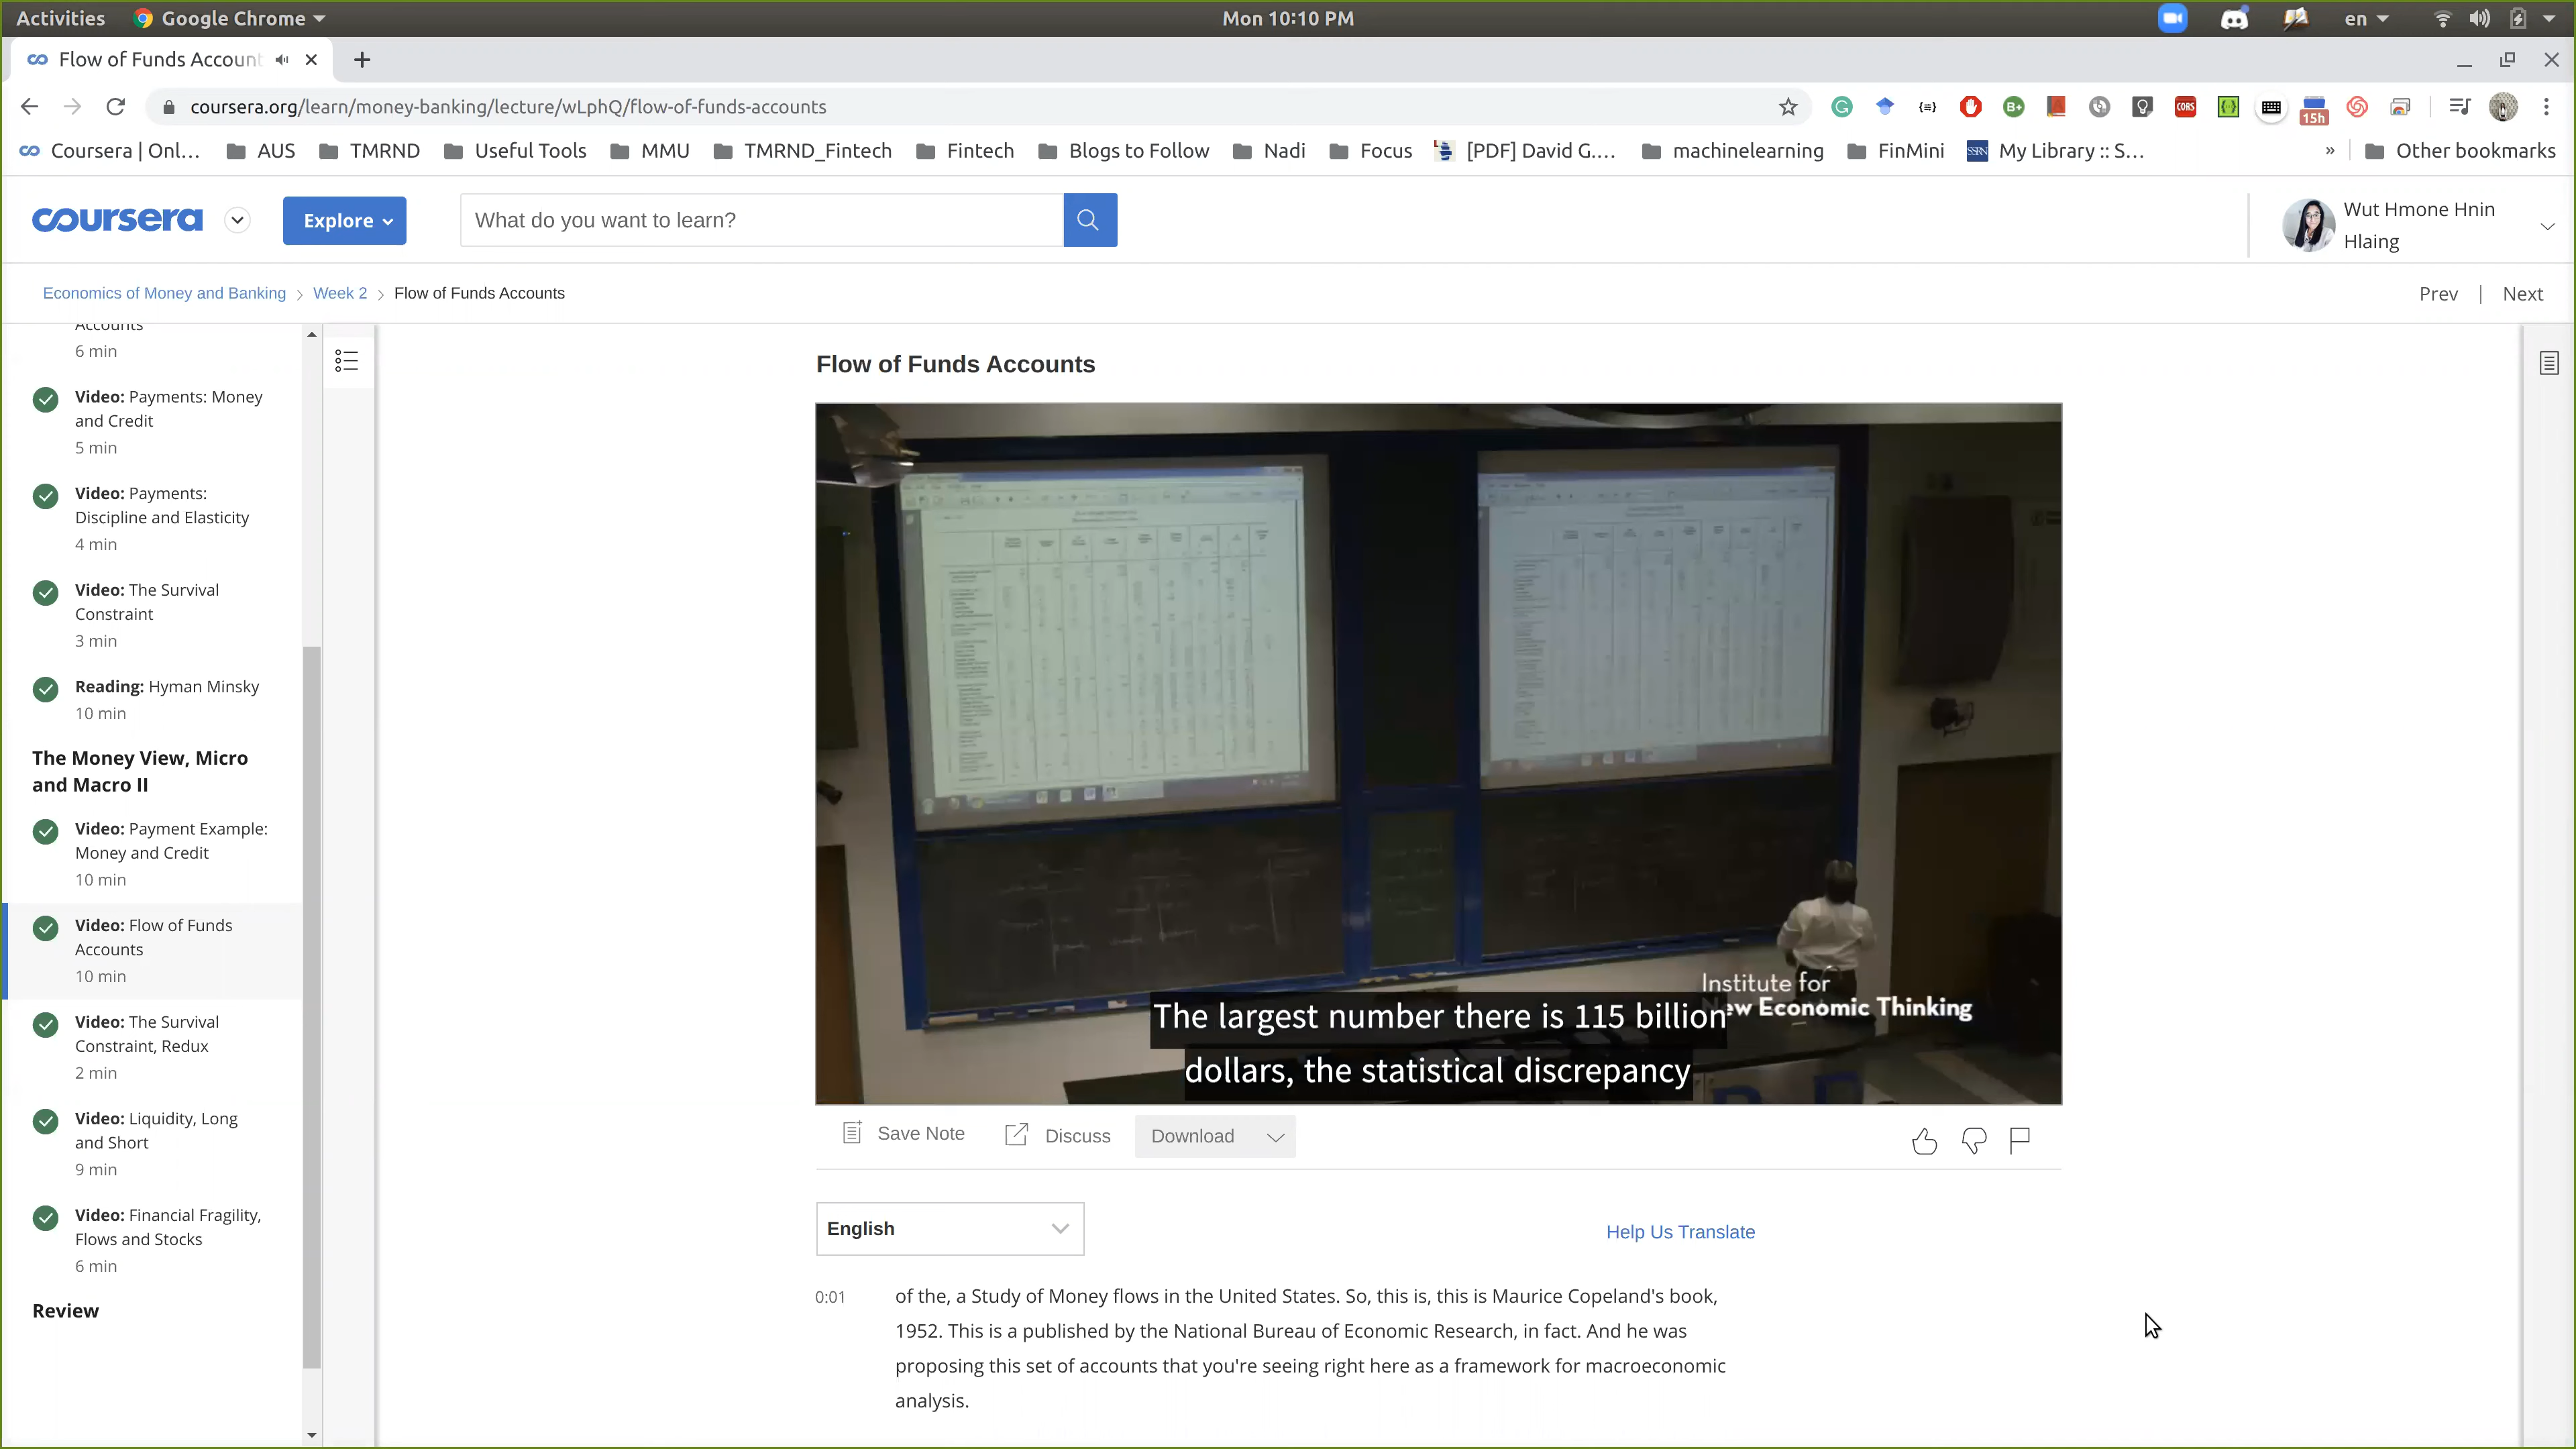 Activities
Google Chrome
Mon 10:10 PM
en
Flow of Funds Account
coursera.org/learn/money-banking/lecture/wLphQ/flow-of-funds-accounts
B+
CORS
15h
Coursera | Onl...
AUS
TMRND
Useful Tools
MMU
TMRND_Fintech
Fintech
Blogs to Follow
Nadi
Focus
[PDF] David G....
machinelearning
FinMini
SSRN
My Library :: S...
»
Other bookmarks
coursera
Explore
What do you want to learn?
Wut Hmone Hnin
Hlaing
Economics of Money and Banking > Week 2 > Flow of Funds Accounts
Prev | Next
Accounts
6 min
Video: Payments: Money
and Credit
5 min
Video: Payments:
Discipline and Elasticity
4 min
Video: The Survival
Constraint
3 min
Reading: Hyman Minsky
10 min
The Money View, Micro
and Macro II
Video: Payment Example:
Money and Credit
10 min
Video: Flow of Funds
Accounts
10 min
Video: The Survival
Constraint, Redux
2 min
Video: Liquidity, Long
and Short
9 min
Video: Financial Fragility,
Flows and Stocks
6 min
Review
Flow of Funds Accounts
Institute for
ew Economic Thinking
The largest number there is 115 billion
dollars, the statistical discrepancy
Save Note
Discuss
Download
English
Help Us Translate
0:01
of the, a Study of Money flows in the United States. So, this is, this is Maurice Copeland's book,
1952. This is a published by the National Bureau of Economic Research, in fact. And he was
proposing this set of accounts that you're seeing right here as a framework for macroeconomic
analysis.